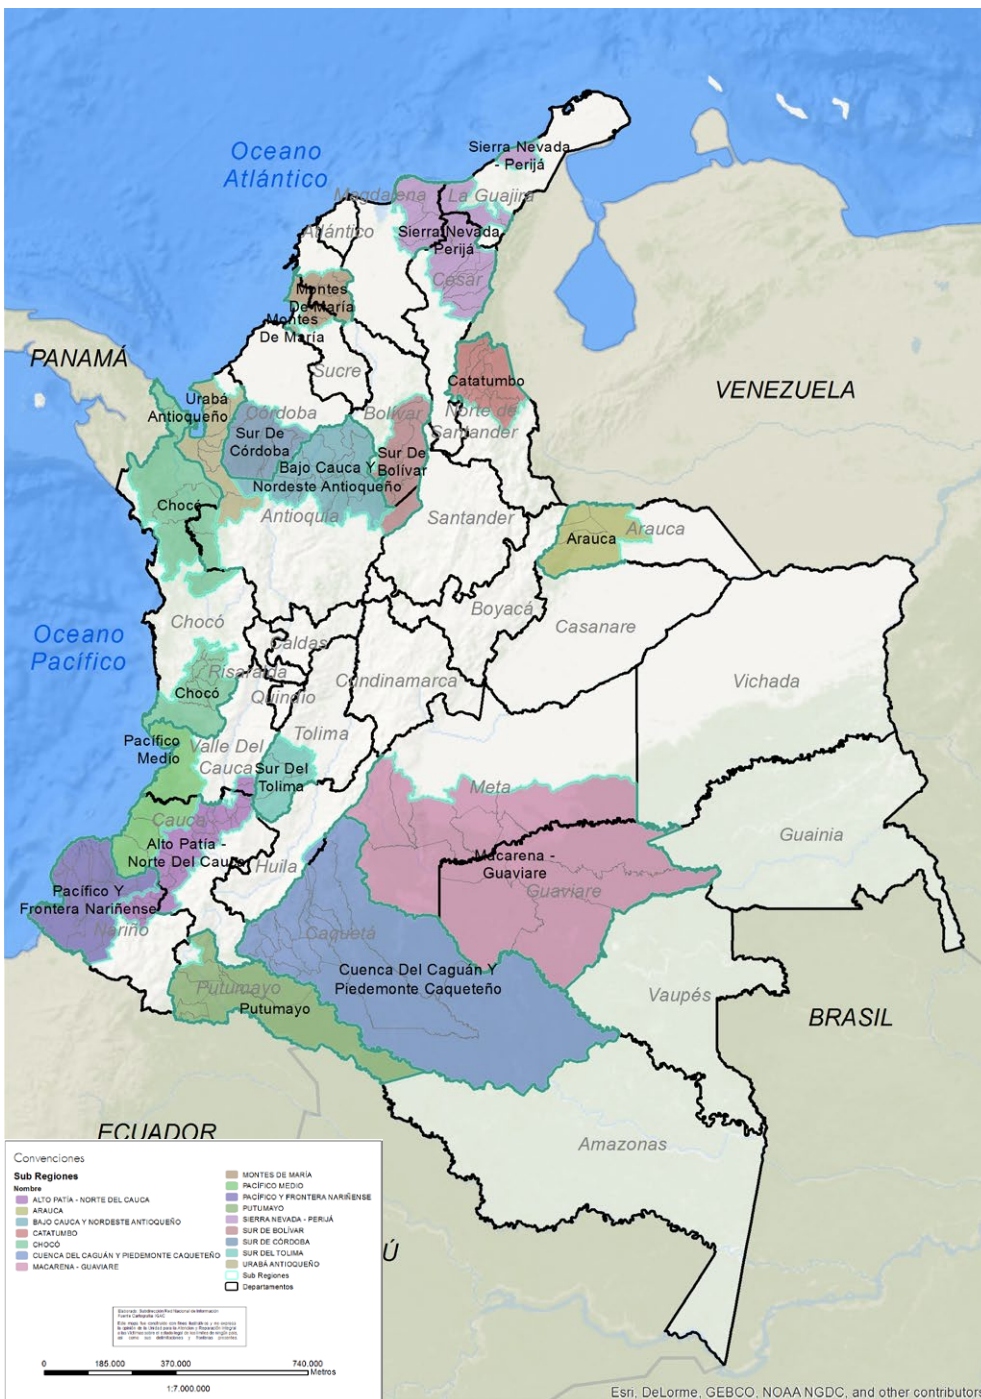 Oceano
Atlántico
Sierra Nevada
- Perijá
Magdalena
La Guajira
Atlántico
Sierra Nevada
- Perijá
Cesar
Montes
De María
Montes
De María
PANAMÁ
Sucre
Catatumbo
VENEZUELA
Urabá
Antioqueño
Córdoba
Bolívar
Norte de
Santander
Sur De
Córdoba
Bajo Cauca Y
Nordeste Antioqueño
Sur De
Bolívar
Chocó
Antioquia
Santander
Arauca
Arauca
Boyacá
Chocó
Casanare
Oceano
Pacífico
Caldas
Risaralda
Cundinamarca
Vichada
Chocó
Quindio
Tolima
Pacífico
Medio
Valle Del
Cauca
Sur Del
Tolima
Meta
Cauca
Alto Patía -
Norte Del Cauca
Guainia
Huila
Macarena -
Guaviare
Guaviare
Pacífico Y
Frontera Nariñense
Nariño
Caquetá
Cuenca Del Caguán Y
Piedemonte Caqueteño
Putumayo
Putumayo
Vaupés
BRASIL
ECUADOR
Amazonas
Ú
Convenciones
Sub Regiones
Nombre
ALTO PATÍA - NORTE DEL CAUCA
ARAUCA
BAJO CAUCA Y NORDESTE ANTIOQUEÑO
CATATUMBO
CHOCÓ
CUENCA DEL CAGUÁN Y PIEDEMONTE CAQUETEÑO
MACARENA - GUAVIARE
MONTES DE MARÍA
PACÍFICO MEDIO
PACÍFICO Y FRONTERA NARIÑENSE
PUTUMAYO
SIERRA NEVADA - PERIJÁ
SUR DE BOLÍVAR
SUR DE CÓRDOBA
SUR DEL TOLIMA
URABÁ ANTIOQUEÑO
Sub Regiones
Departamentos
0 185.000 370.000 740.000
Metros
1:7.000.000
Esri, DeLorme, GEBCO, NOAA NGDC, and other contributors